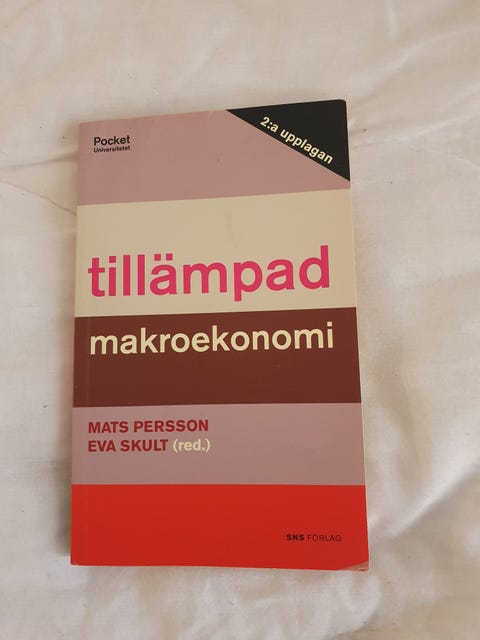 Pocket
Universitetet
2:a upplagan
tillämpad
makroekonomi
MATS PERSSON
EVA SKULT (red.)
SNS FÖRLAG